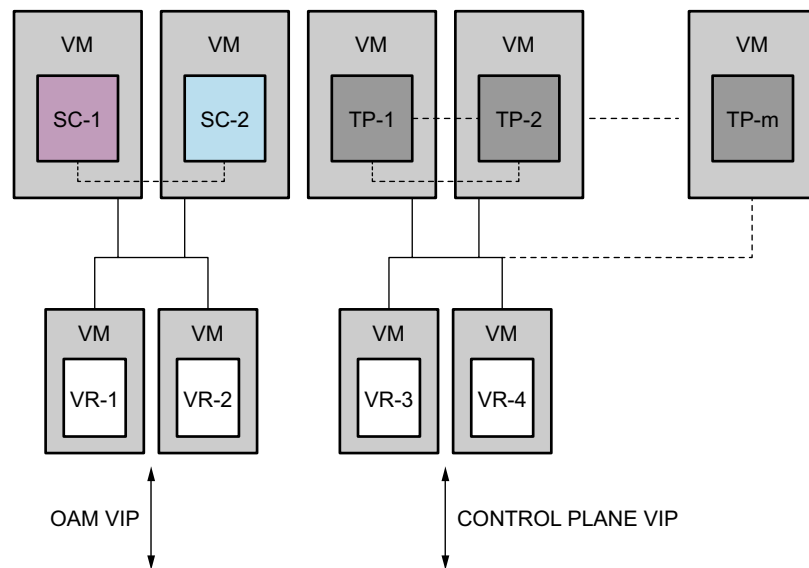 VM
VM
VM
VM
VM
SC-1
SC-2
TP-1
TP-2
TP-m
VM
VM
VM
VM
VR-1
VR-2
VR-3
VR-4
OAM VIP
CONTROL PLANE VIP